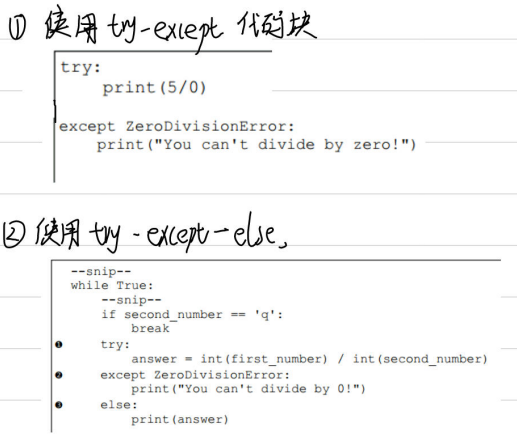 ① 使用 try-except 代码块
try:
    print(5/0)
except ZeroDivisionError:
    print("You can't divide by zero!")
② 使用 try-except-else。
--snip--
while True:
    --snip--
    if second_number == 'q':
        break
❶    try:
        answer = int(first_number) / int(second_number)
❷    except ZeroDivisionError:
        print("You can't divide by 0!")
❸    else:
        print(answer)